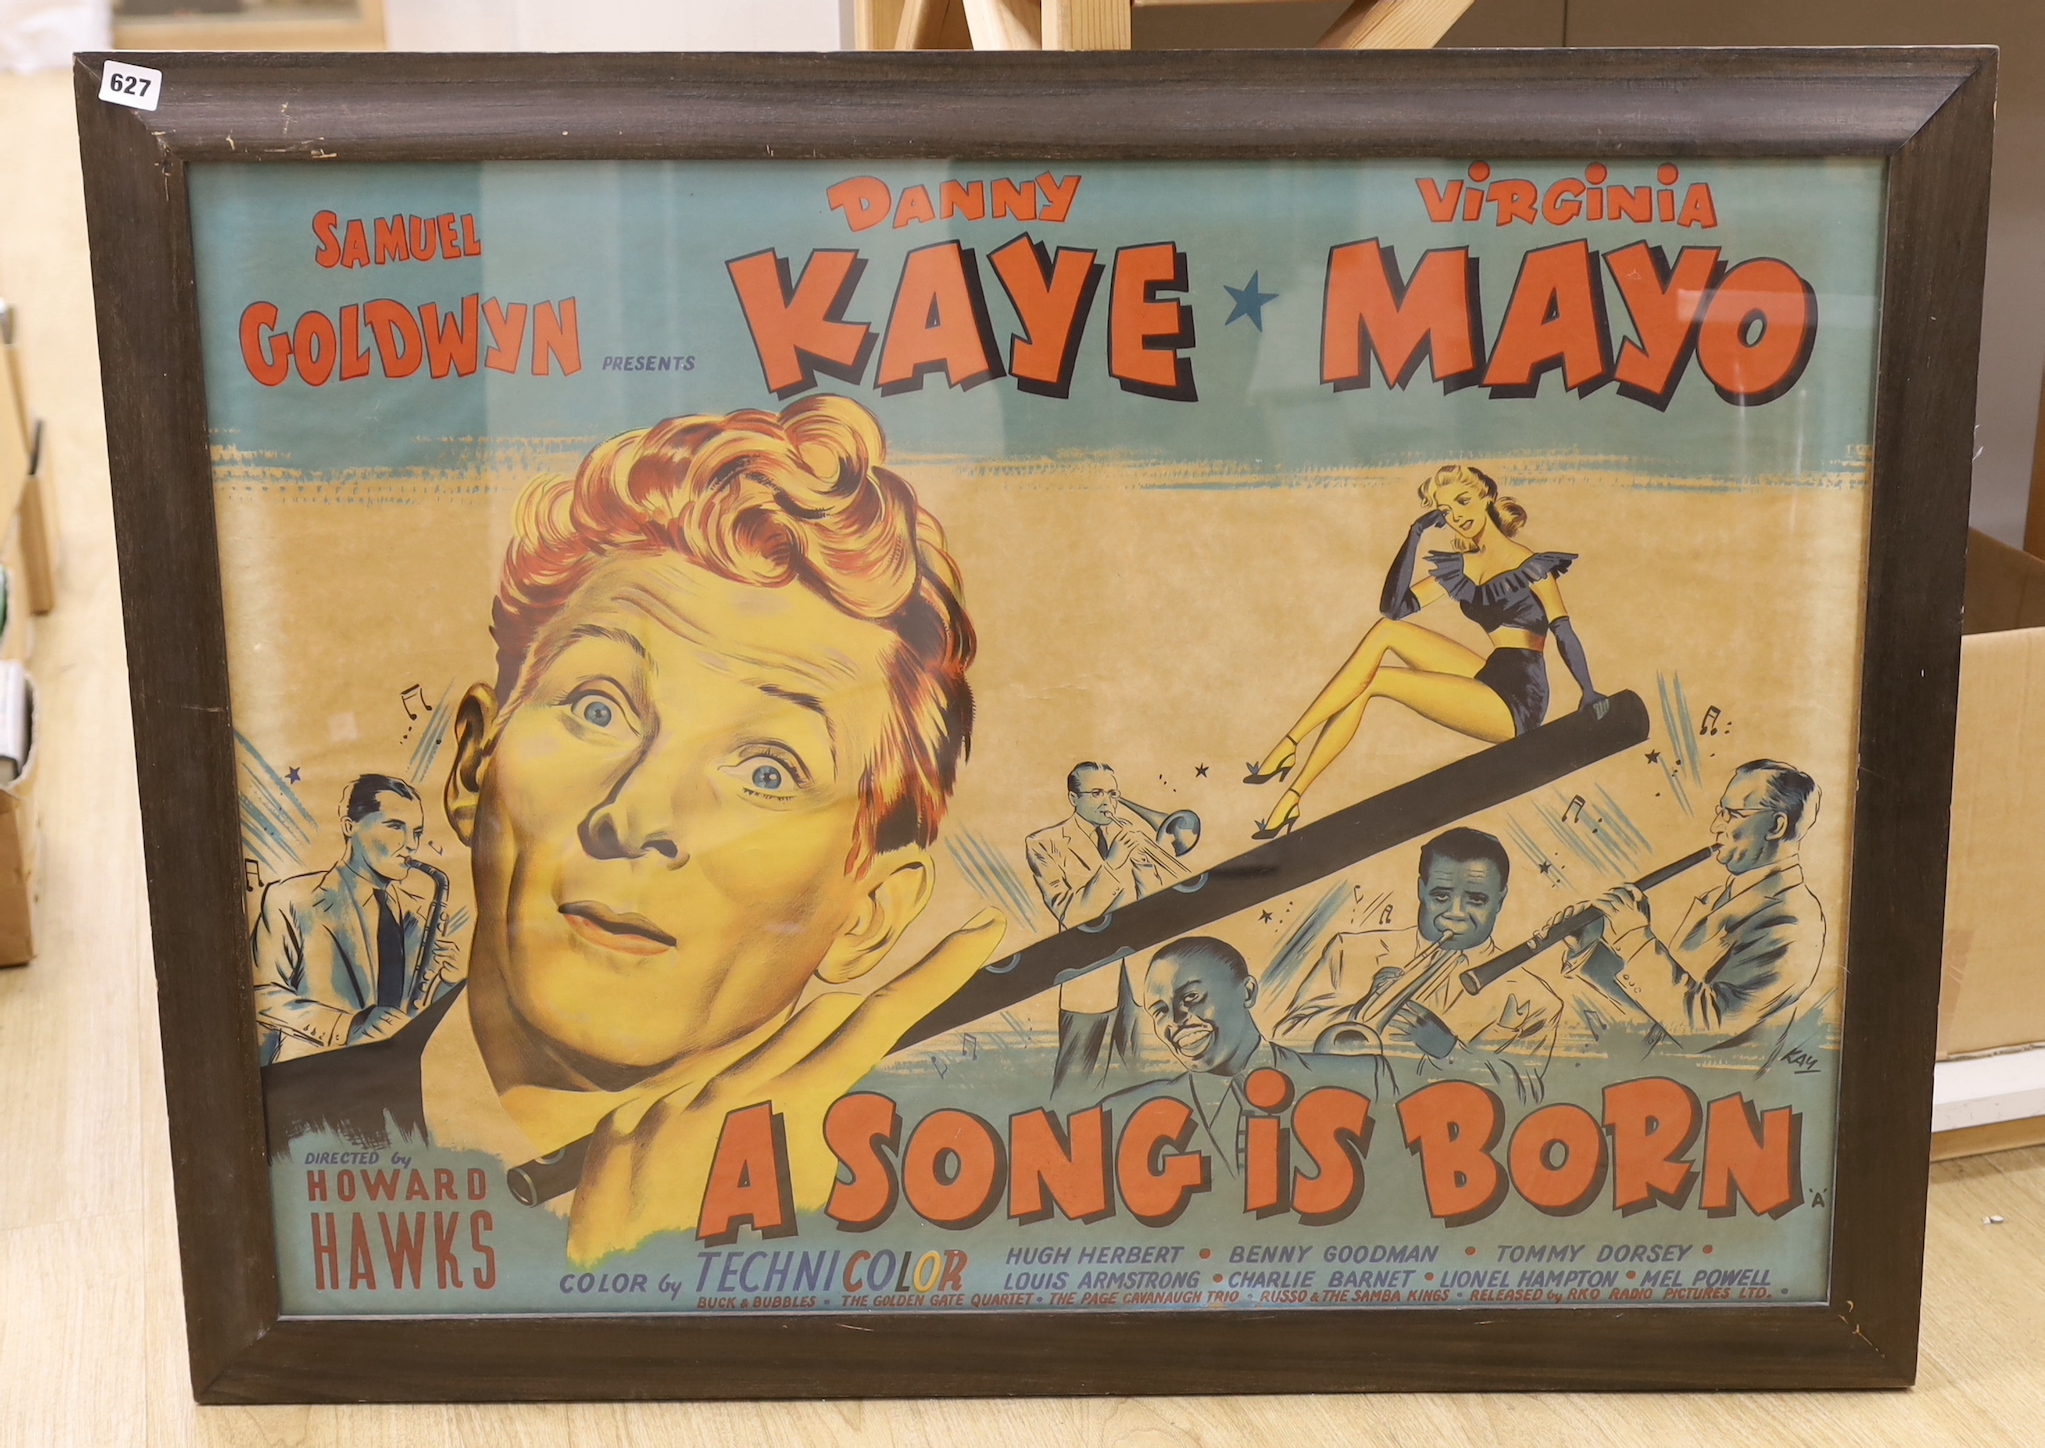 627
SAMUEL
GOLDWYN PRESENTS
DANNY
KAYE
ViRGiNiA
MAYO
KAY
A SONG iS BORN
'A'
DIRECTED by
HOWARD
HAWKS
COLOR by TECHNICOLOR
HUGH HERBERT • BENNY GOODMAN • TOMMY DORSEY •
LOUIS ARMSTRONG • CHARLIE BARNET • LIONEL HAMPTON • MEL POWELL
BUCK & BUBBLES • THE GOLDEN GATE QUARTET • THE PAGE CAVANAUGH TRIO • RUSSO & THE SAMBA KINGS • RELEASED by RKO RADIO PICTURES LTD. •